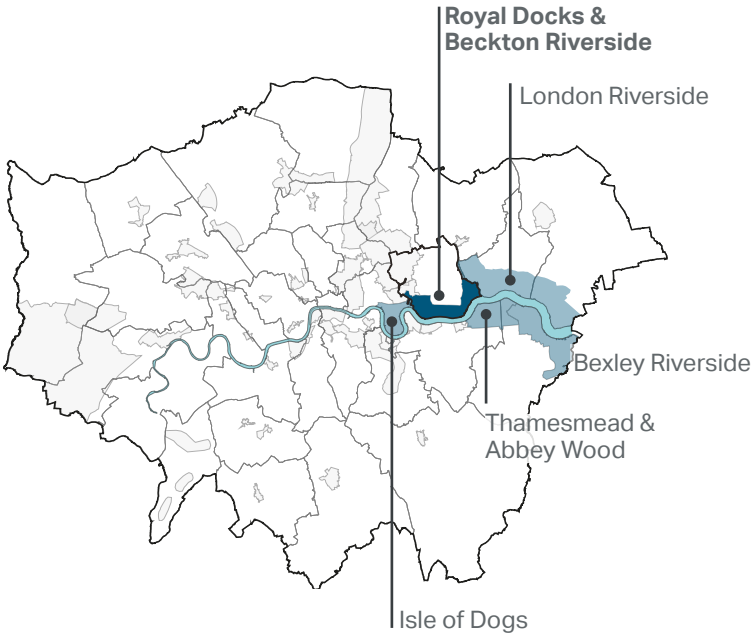 Royal Docks &
Beckton Riverside
London Riverside
Bexley Riverside
Thamesmead &
Abbey Wood
Isle of Dogs